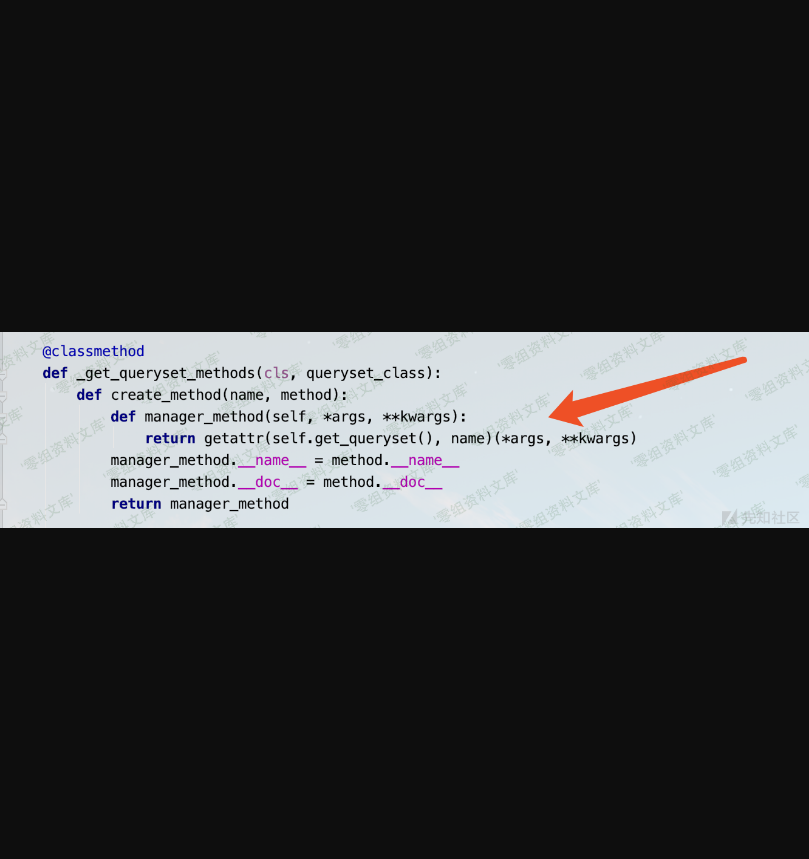 @classmethod
def _get_queryset_methods(cls, queryset_class):
    def create_method(name, method):
        def manager_method(self, *args, **kwargs):
            return getattr(self.get_queryset(), name)(*args, **kwargs)
        manager_method.__name__ = method.__name__
        manager_method.__doc__ = method.__doc__
        return manager_method
零组资料文库
先知社区